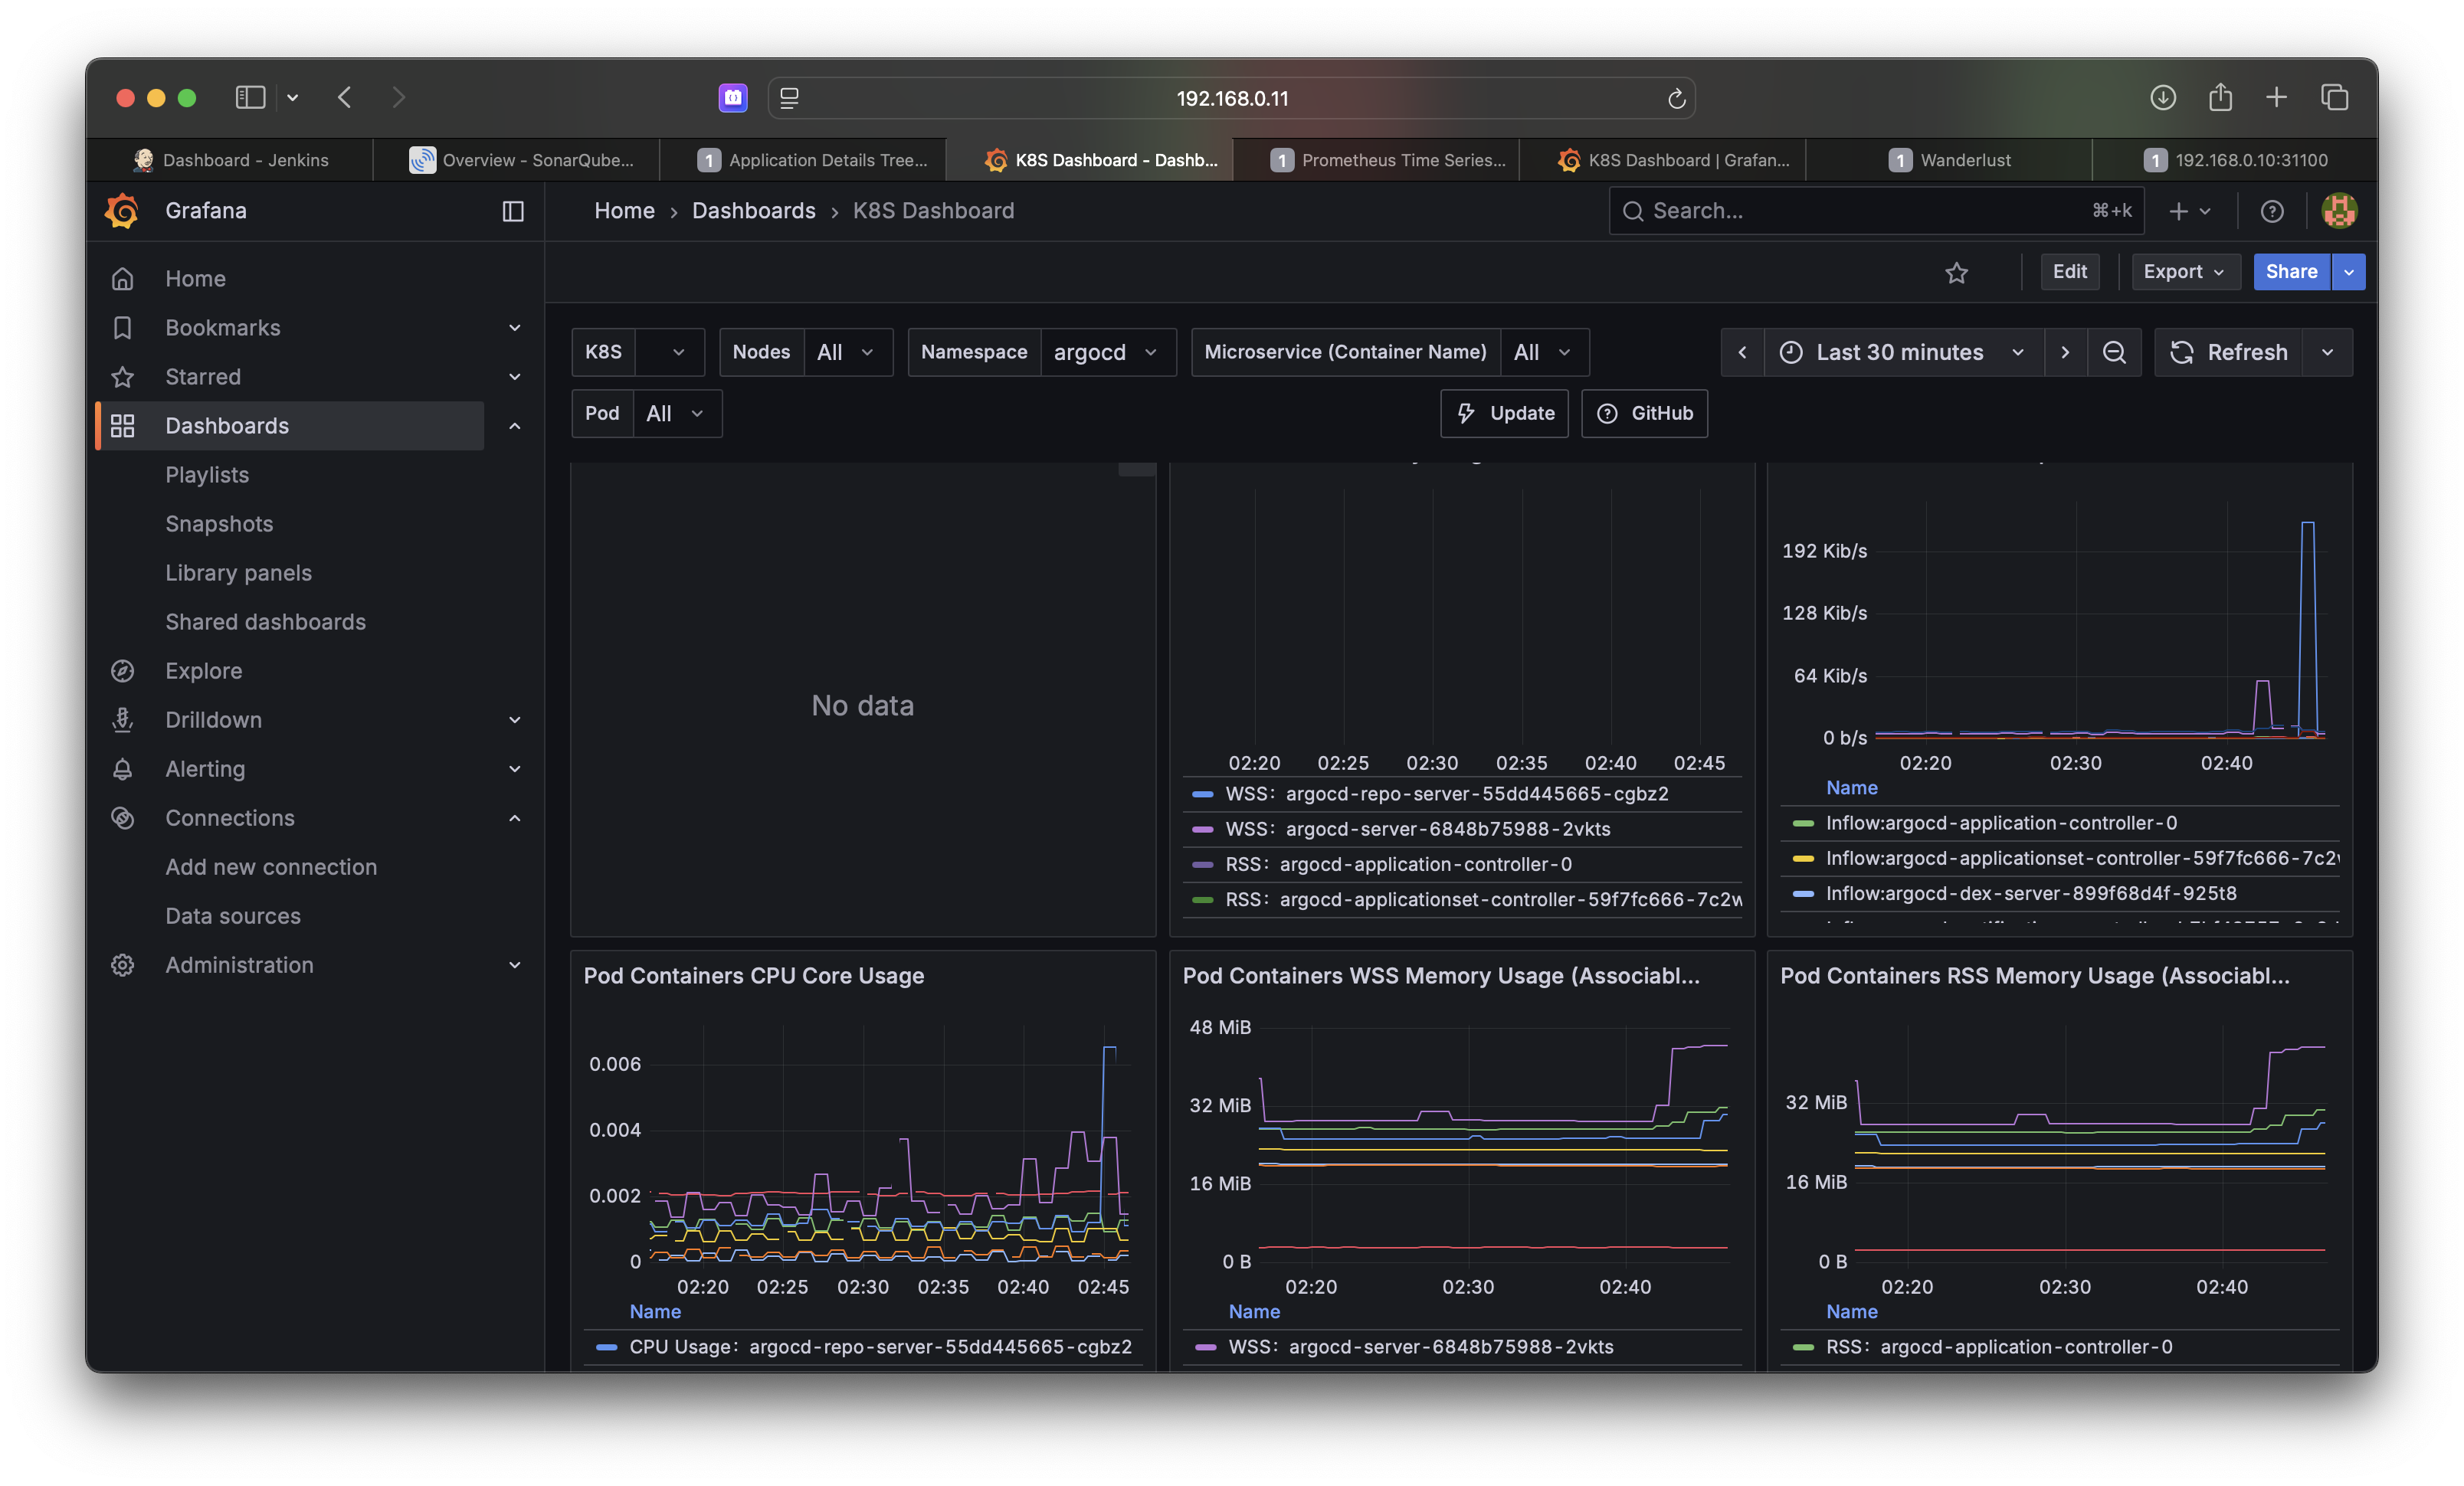 192.168.0.11
Dashboard - Jenkins
Overview - SonarQube...
1 Application Details Tree...
K8S Dashboard - Dashb...
1 Prometheus Time Series...
K8S Dashboard | Grafan...
1 Wanderlust
1 192.168.0.10:31100
Grafana
Home › Dashboards › K8S Dashboard
Search...
⌘+k
Home
Bookmarks
Starred
Dashboards
Playlists
Snapshots
Library panels
Shared dashboards
Explore
Drilldown
Alerting
Connections
Add new connection
Data sources
Administration
Edit
Export
Share
K8S
Nodes All
Namespace argocd
Microservice (Container Name) All
Last 30 minutes
Refresh
Pod All
Update
GitHub
No data
02:20 02:25 02:30 02:35 02:40 02:45
WSS: argocd-repo-server-55dd445665-cgbz2
WSS: argocd-server-6848b75988-2vkts
RSS: argocd-application-controller-0
RSS: argocd-applicationset-controller-59f7fc666-7c2w
192 Kib/s
128 Kib/s
64 Kib/s
0 b/s
02:20 02:30 02:40
Name
Inflow:argocd-application-controller-0
Inflow:argocd-applicationset-controller-59f7fc666-7c2
Inflow:argocd-dex-server-899f68d4f-925t8
Pod Containers CPU Core Usage
0.006
0.004
0.002
0
02:20 02:25 02:30 02:35 02:40 02:45
Name
CPU Usage: argocd-repo-server-55dd445665-cgbz2
Pod Containers WSS Memory Usage (Associabl...
48 MiB
32 MiB
16 MiB
0 B
02:20 02:30 02:40
Name
WSS: argocd-server-6848b75988-2vkts
Pod Containers RSS Memory Usage (Associabl...
32 MiB
16 MiB
0 B
02:20 02:30 02:40
Name
RSS: argocd-application-controller-0